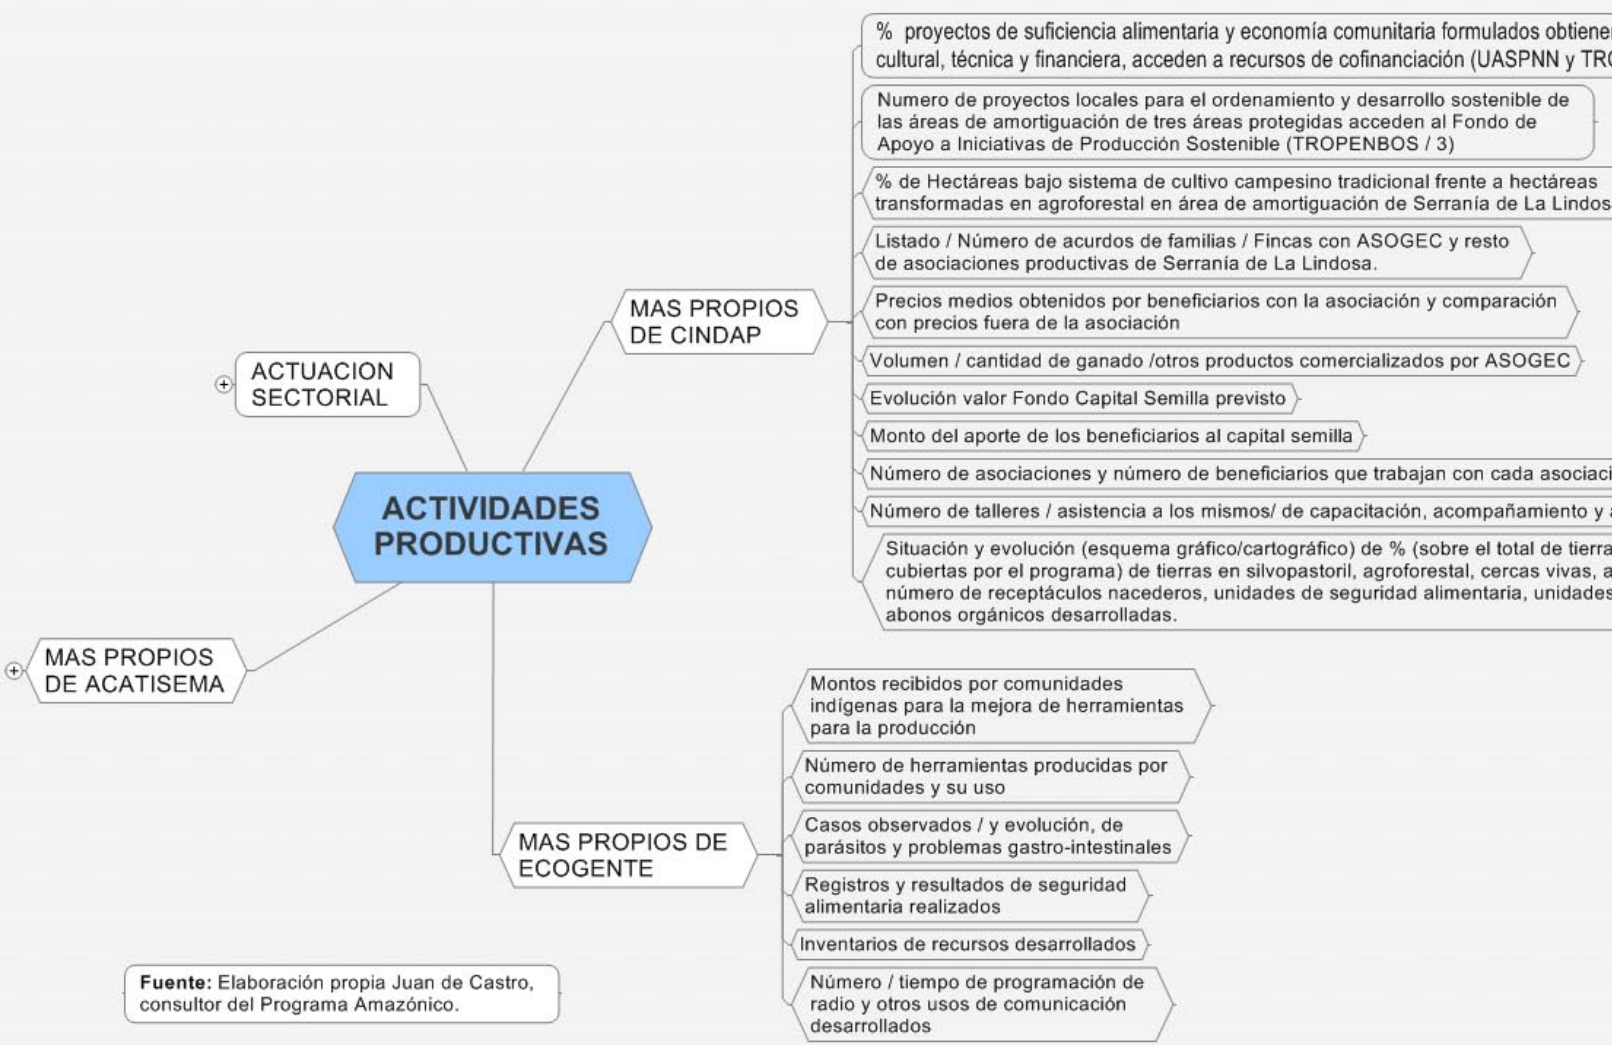 % proyectos de suficiencia alimentaria y economía comunitaria formulados obtiene
cultural, técnica y financiera, acceden a recursos de cofinanciación (UASPNN y
Numero de proyectos locales para el ordenamiento y desarrollo sostenible de
las áreas de amortiguación de tres áreas protegidas acceden al Fondo de
Apoyo a Iniciativas de Producción Sostenible (TROPENBOS / 3)
% de Hectáreas bajo sistema de cultivo campesino tradicional frente a hectáreas
transformadas en agroforestal en área de amortiguación de Serranía de La Lindos
Listado / Número de acurdos de familias / Fincas con ASOGEC y resto
de asociaciones productivas de Serranía de La Lindosa.
Precios medios obtenidos por beneficiarios con la asociación y comparación
con precios fuera de la asociación
Volumen / cantidad de ganado /otros productos comercializados por ASOGEC
Evolución valor Fondo Capital Semilla previsto
Monto del aporte de los beneficiarios al capital semilla
Número de asociaciones y número de beneficiarios que trabajan con cada asociaci
Número de talleres / asistencia a los mismos/ de capacitación, acompañamiento y a
Situación y evolución (esquema gráfico/cartográfico) de % (sobre el total de tierra
cubiertas por el programa) de tierras en silvopastoril, agroforestal, cercas vivas, a
número de receptáculos nacederos, unidades de seguridad alimentaria, unidades
abonos orgánicos desarrolladas.
MAS PROPIOS
DE CINDAP
ACTUACION
SECTORIAL
ACTIVIDADES
PRODUCTIVAS
MAS PROPIOS
DE ACATISEMA
MAS PROPIOS DE
ECOGENTE
Montos recibidos por comunidades
indígenas para la mejora de herramientas
para la producción
Número de herramientas producidas por
comunidades y su uso
Casos observados / y evolución, de
parásitos y problemas gastro-intestinales
Registros y resultados de seguridad
alimentaria realizados
Inventarios de recursos desarrollados
Número / tiempo de programación de
radio y otros usos de comunicación
desarrollados
Fuente: Elaboración propia Juan de Castro,
consultor del Programa Amazónico.